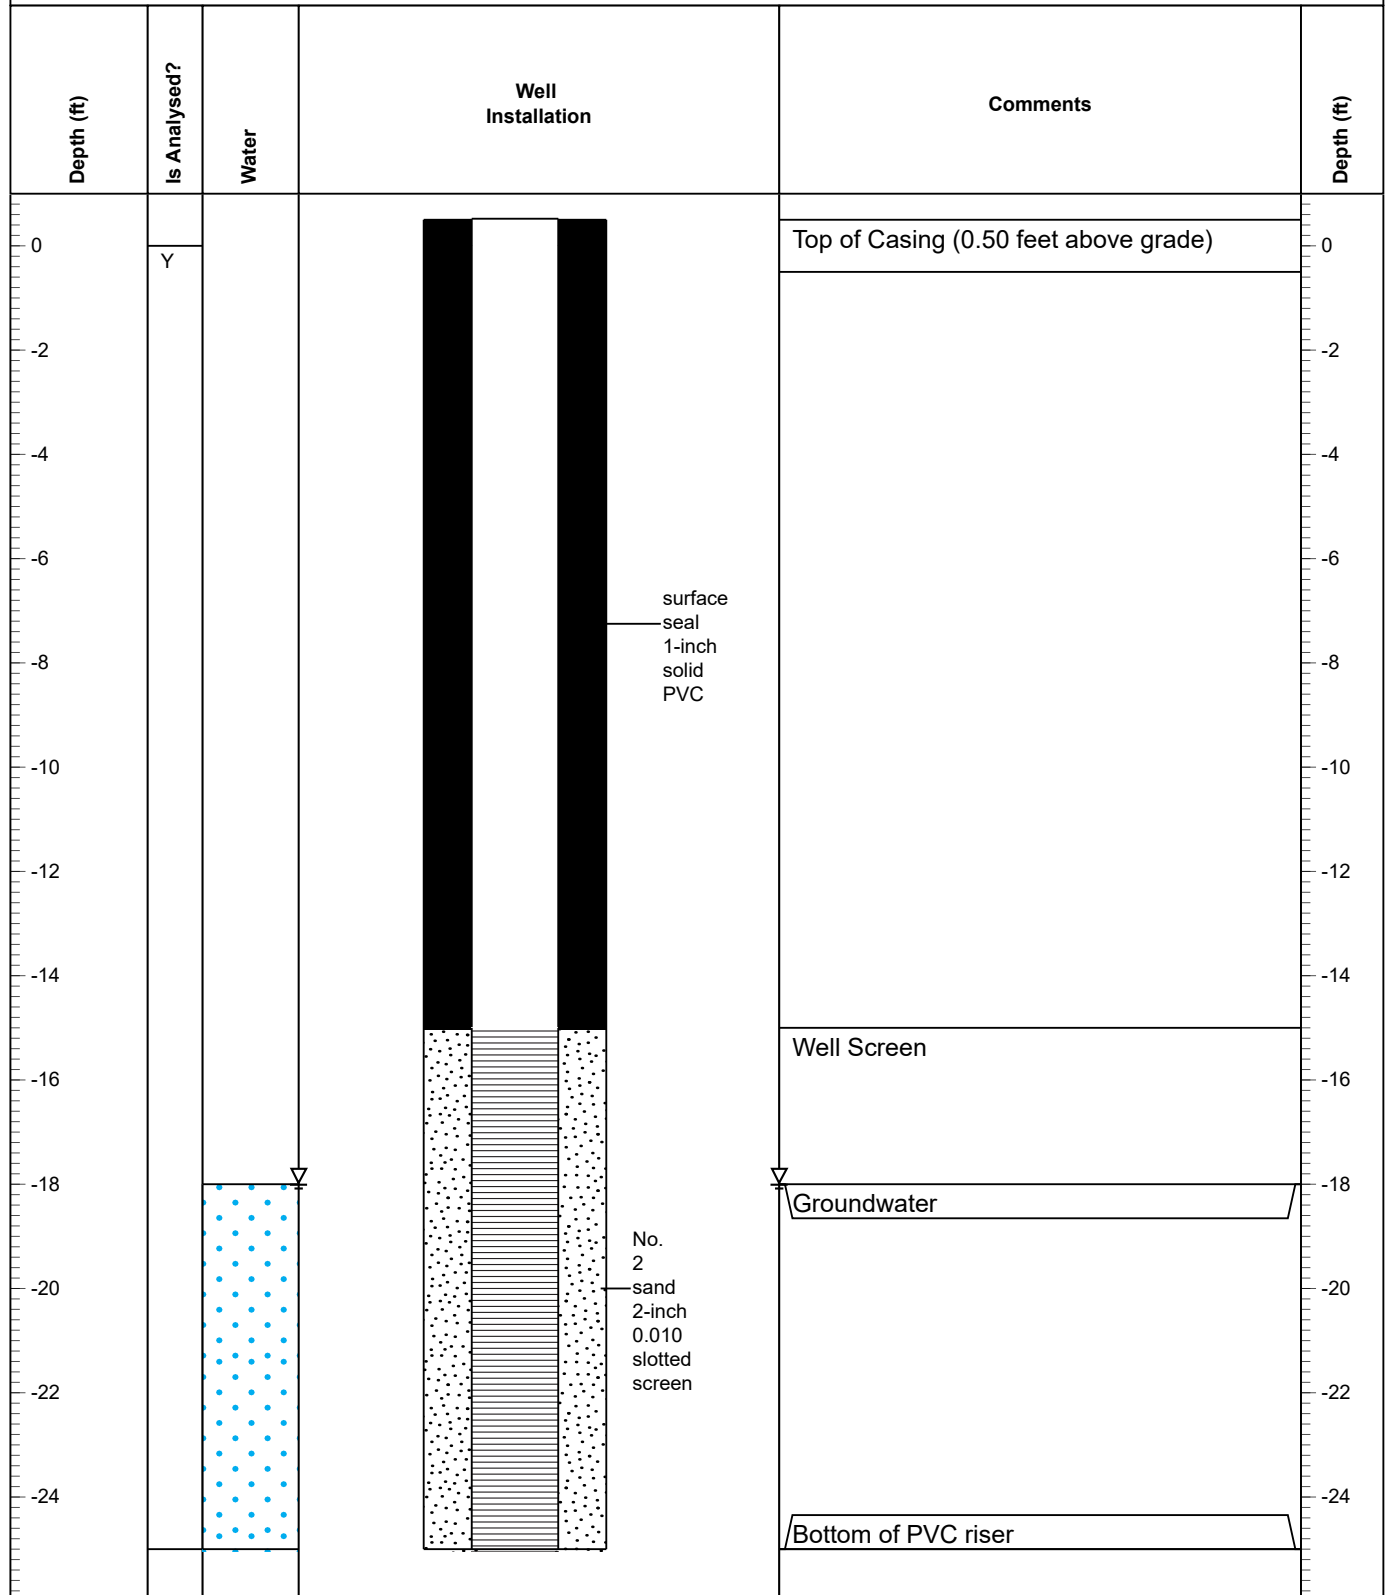 Depth (ft)
Is Analysed?
Water
Well
Installation
Comments
Depth (ft)
0
Y
Top of Casing (0.50 feet above grade)
0
-2
-2
-4
-4
-6
-6
surface
seal
1-inch
solid
PVC
-8
-8
-10
-10
-12
-12
-14
-14
Well Screen
-16
-16
-18
Groundwater
-18
No.
2
sand
2-inch
0.010
slotted
screen
-20
-20
-22
-22
-24
-24
Bottom of PVC riser